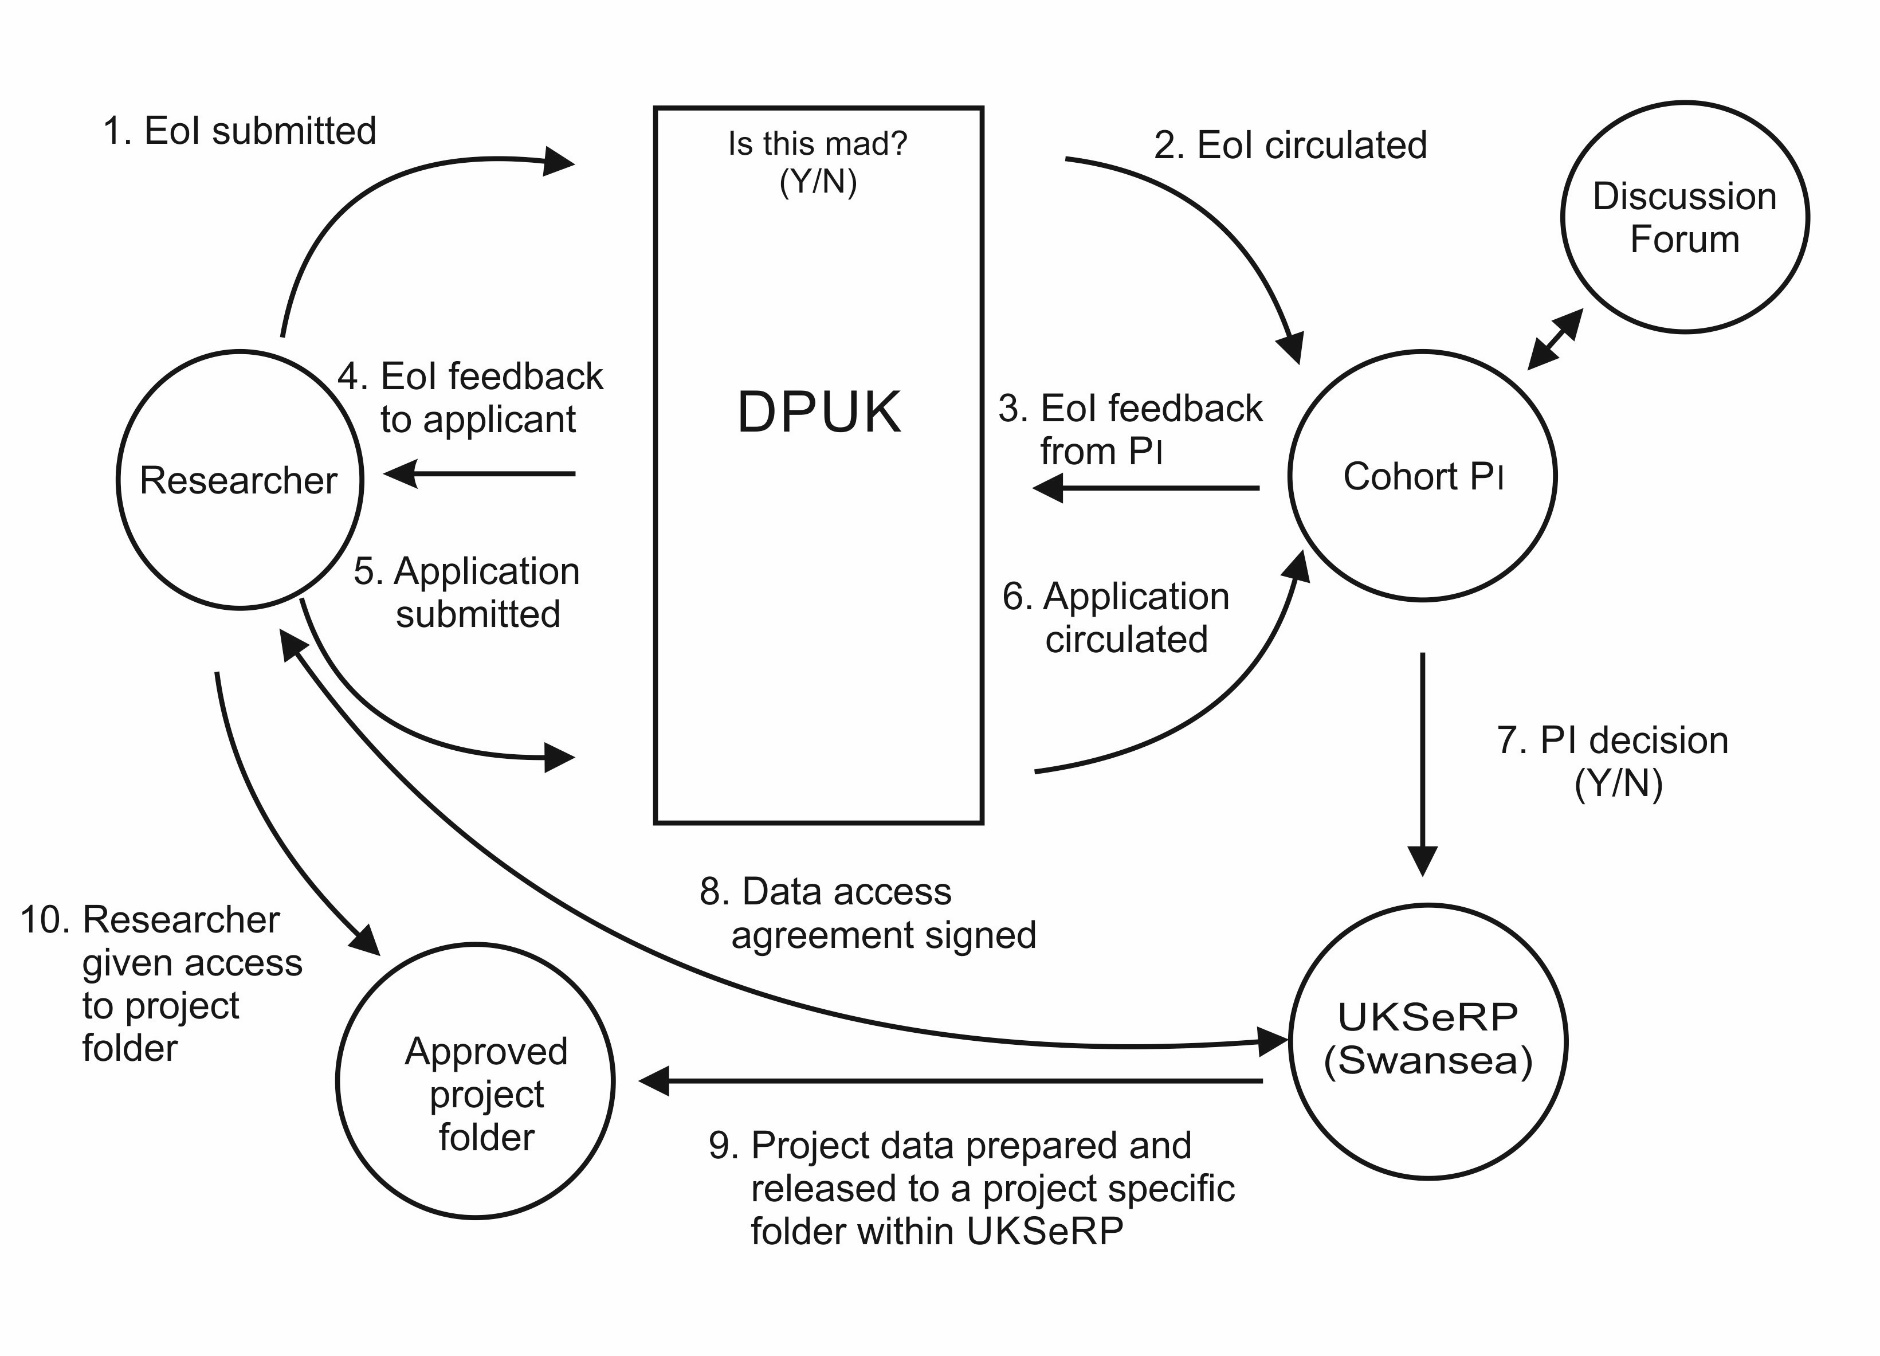 1. EoI submitted
Is this mad?
(Y/N)
2. EoI circulated
Discussion
Forum
4. EoI feedback
to applicant
DPUK
3. EoI feedback
from PI
Researcher
Cohort PI
5. Application
submitted
6. Application
circulated
7. PI decision
(Y/N)
8. Data access
agreement signed
10. Researcher
given access
to project
folder
UKSeRP
(Swansea)
Approved
project
folder
9. Project data prepared and
released to a project specific
folder within UKSeRP